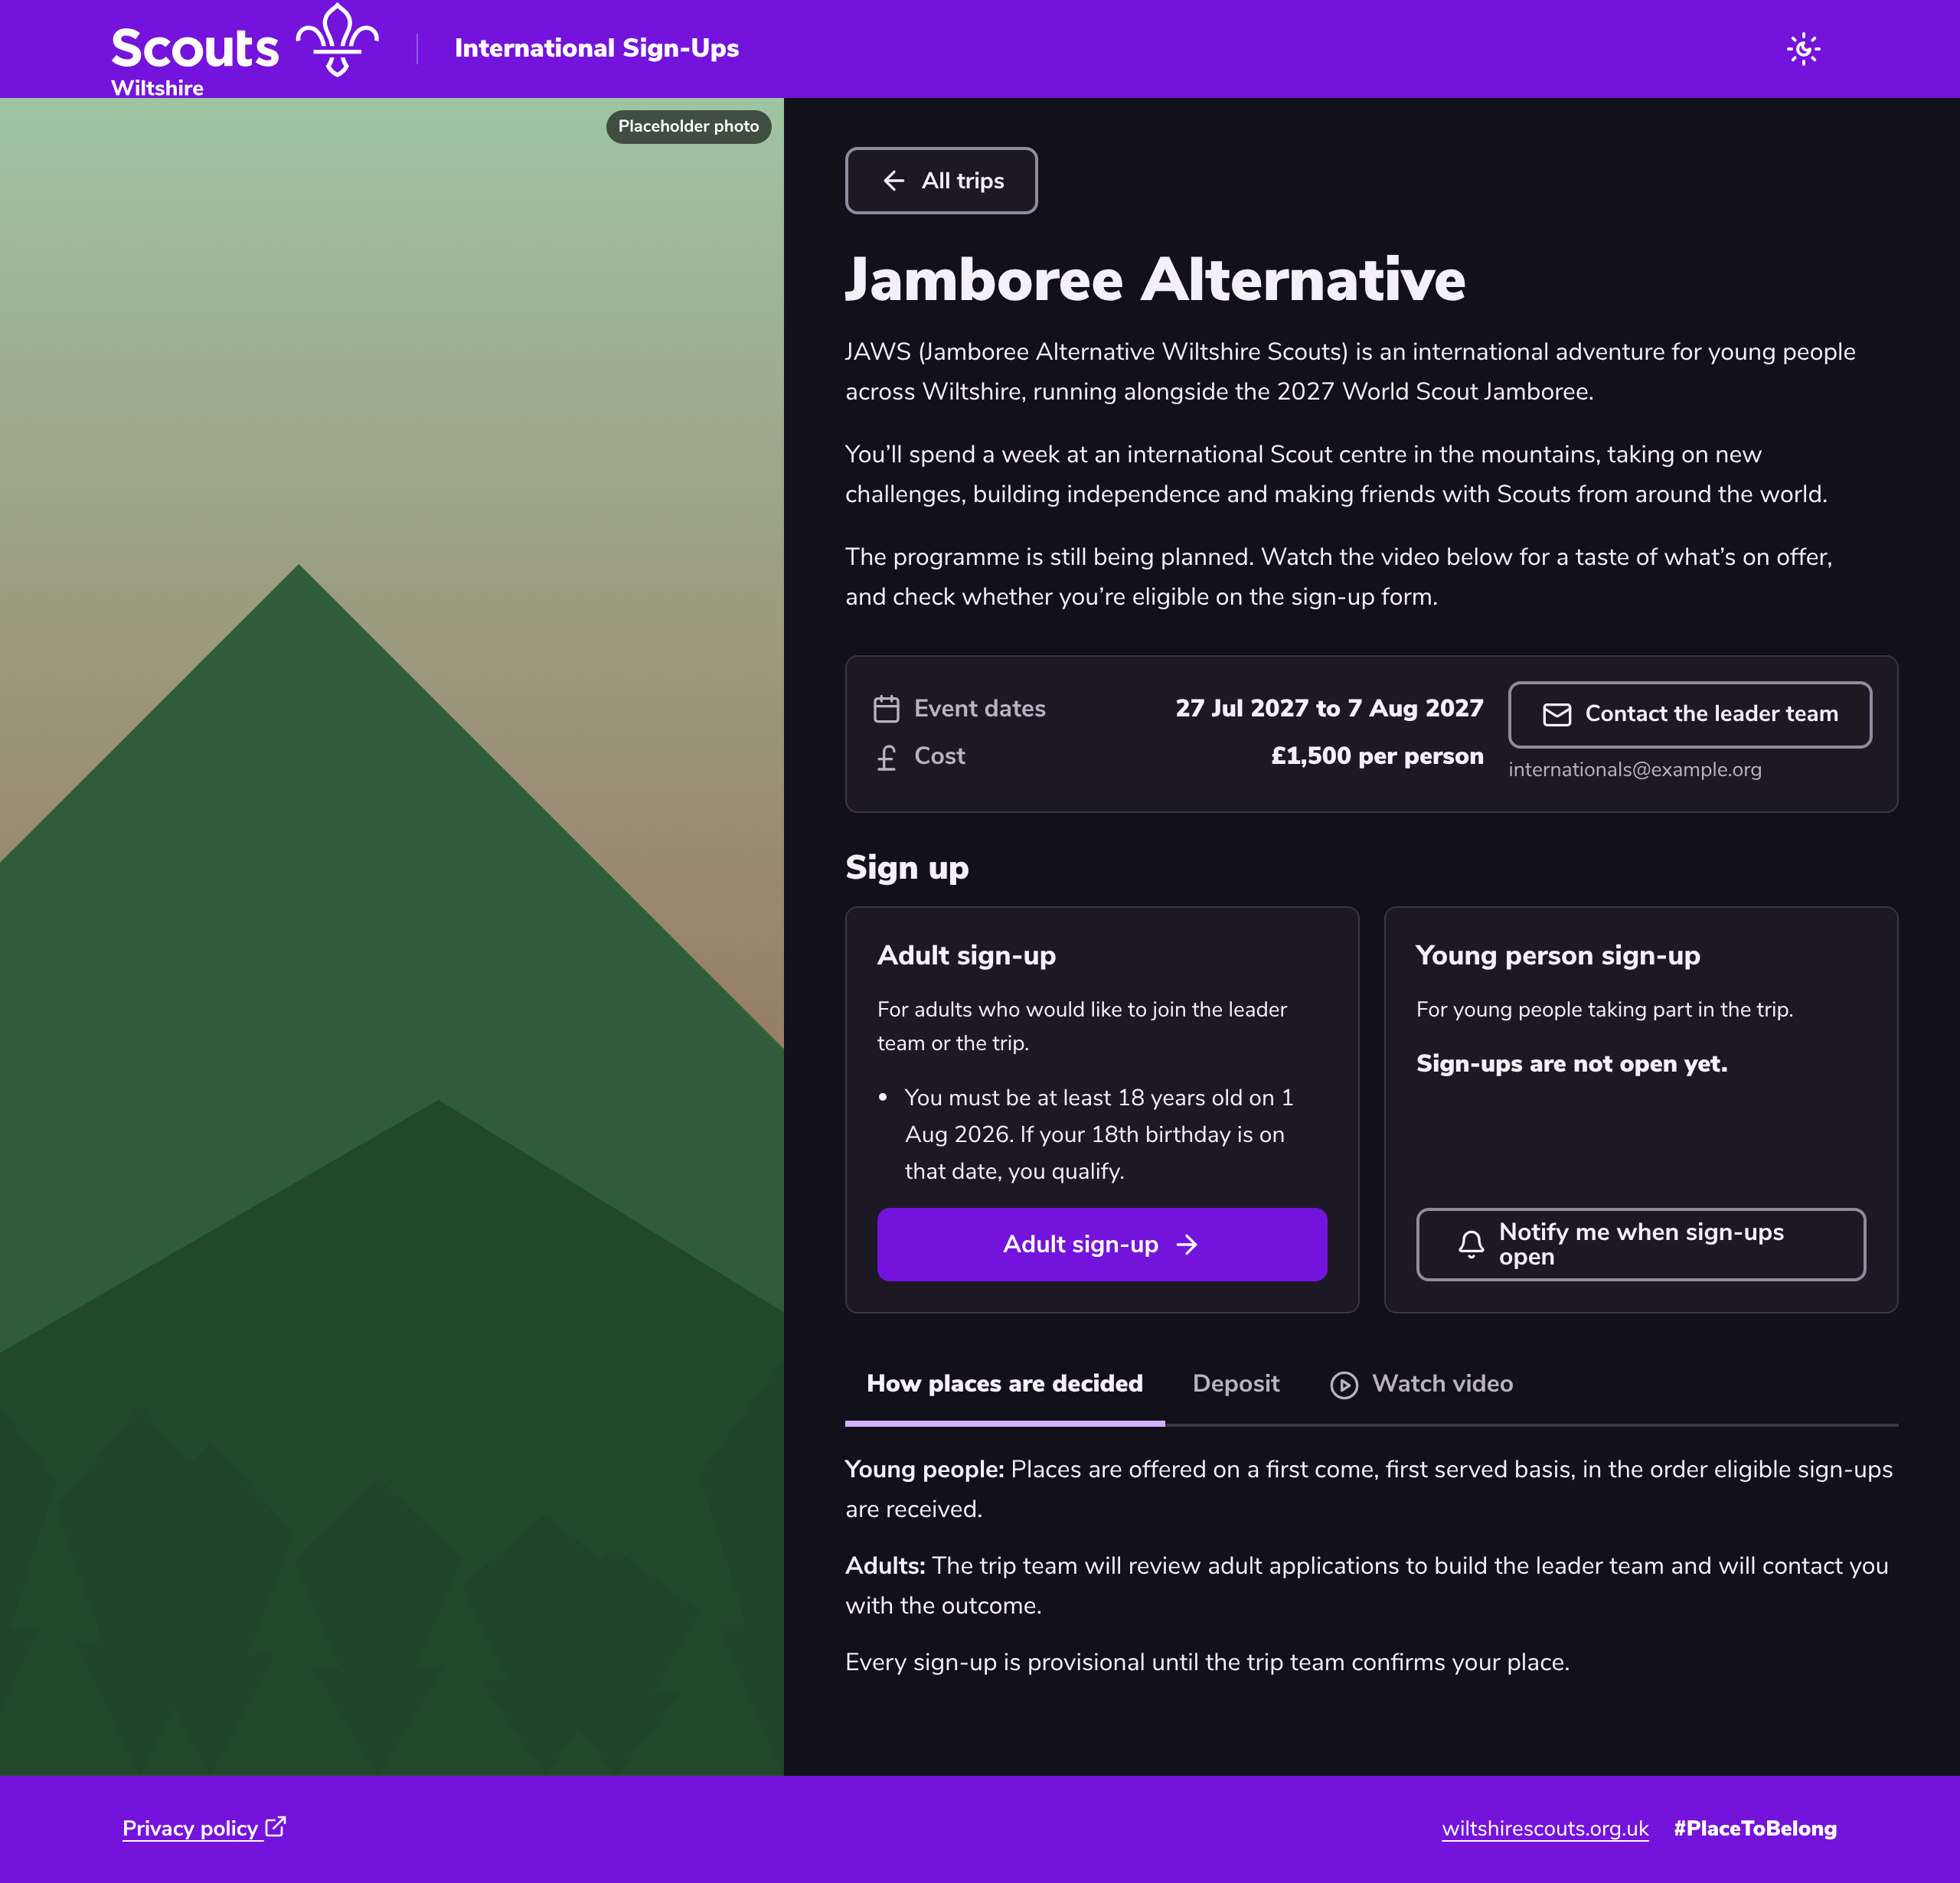 Scouts
Wiltshire
International Sign-Ups
Placeholder photo
All trips
Jamboree Alternative
JAWS (Jamboree Alternative Wiltshire Scouts) is an international adventure for young people
across Wiltshire, running alongside the 2027 World Scout Jamboree.
You’ll spend a week at an international Scout centre in the mountains, taking on new
challenges, building independence and making friends with Scouts from around the world.
The programme is still being planned. Watch the video below for a taste of what’s on offer,
and check whether you’re eligible on the sign-up form.
Event dates 27 Jul 2027 to 7 Aug 2027
Cost £1,500 per person
Contact the leader team
internationals@example.org
Sign up
Adult sign-up
For adults who would like to join the leader
team or the trip.
• You must be at least 18 years old on 1
Aug 2026. If your 18th birthday is on
that date, you qualify.
Adult sign-up
Young person sign-up
For young people taking part in the trip.
Sign-ups are not open yet.
Notify me when sign-ups
open
How places are decided Deposit Watch video
Young people: Places are offered on a first come, first served basis, in the order eligible sign-ups
are received.
Adults: The trip team will review adult applications to build the leader team and will contact you
with the outcome.
Every sign-up is provisional until the trip team confirms your place.
Privacy policy
wiltshirescouts.org.uk #PlaceToBelong